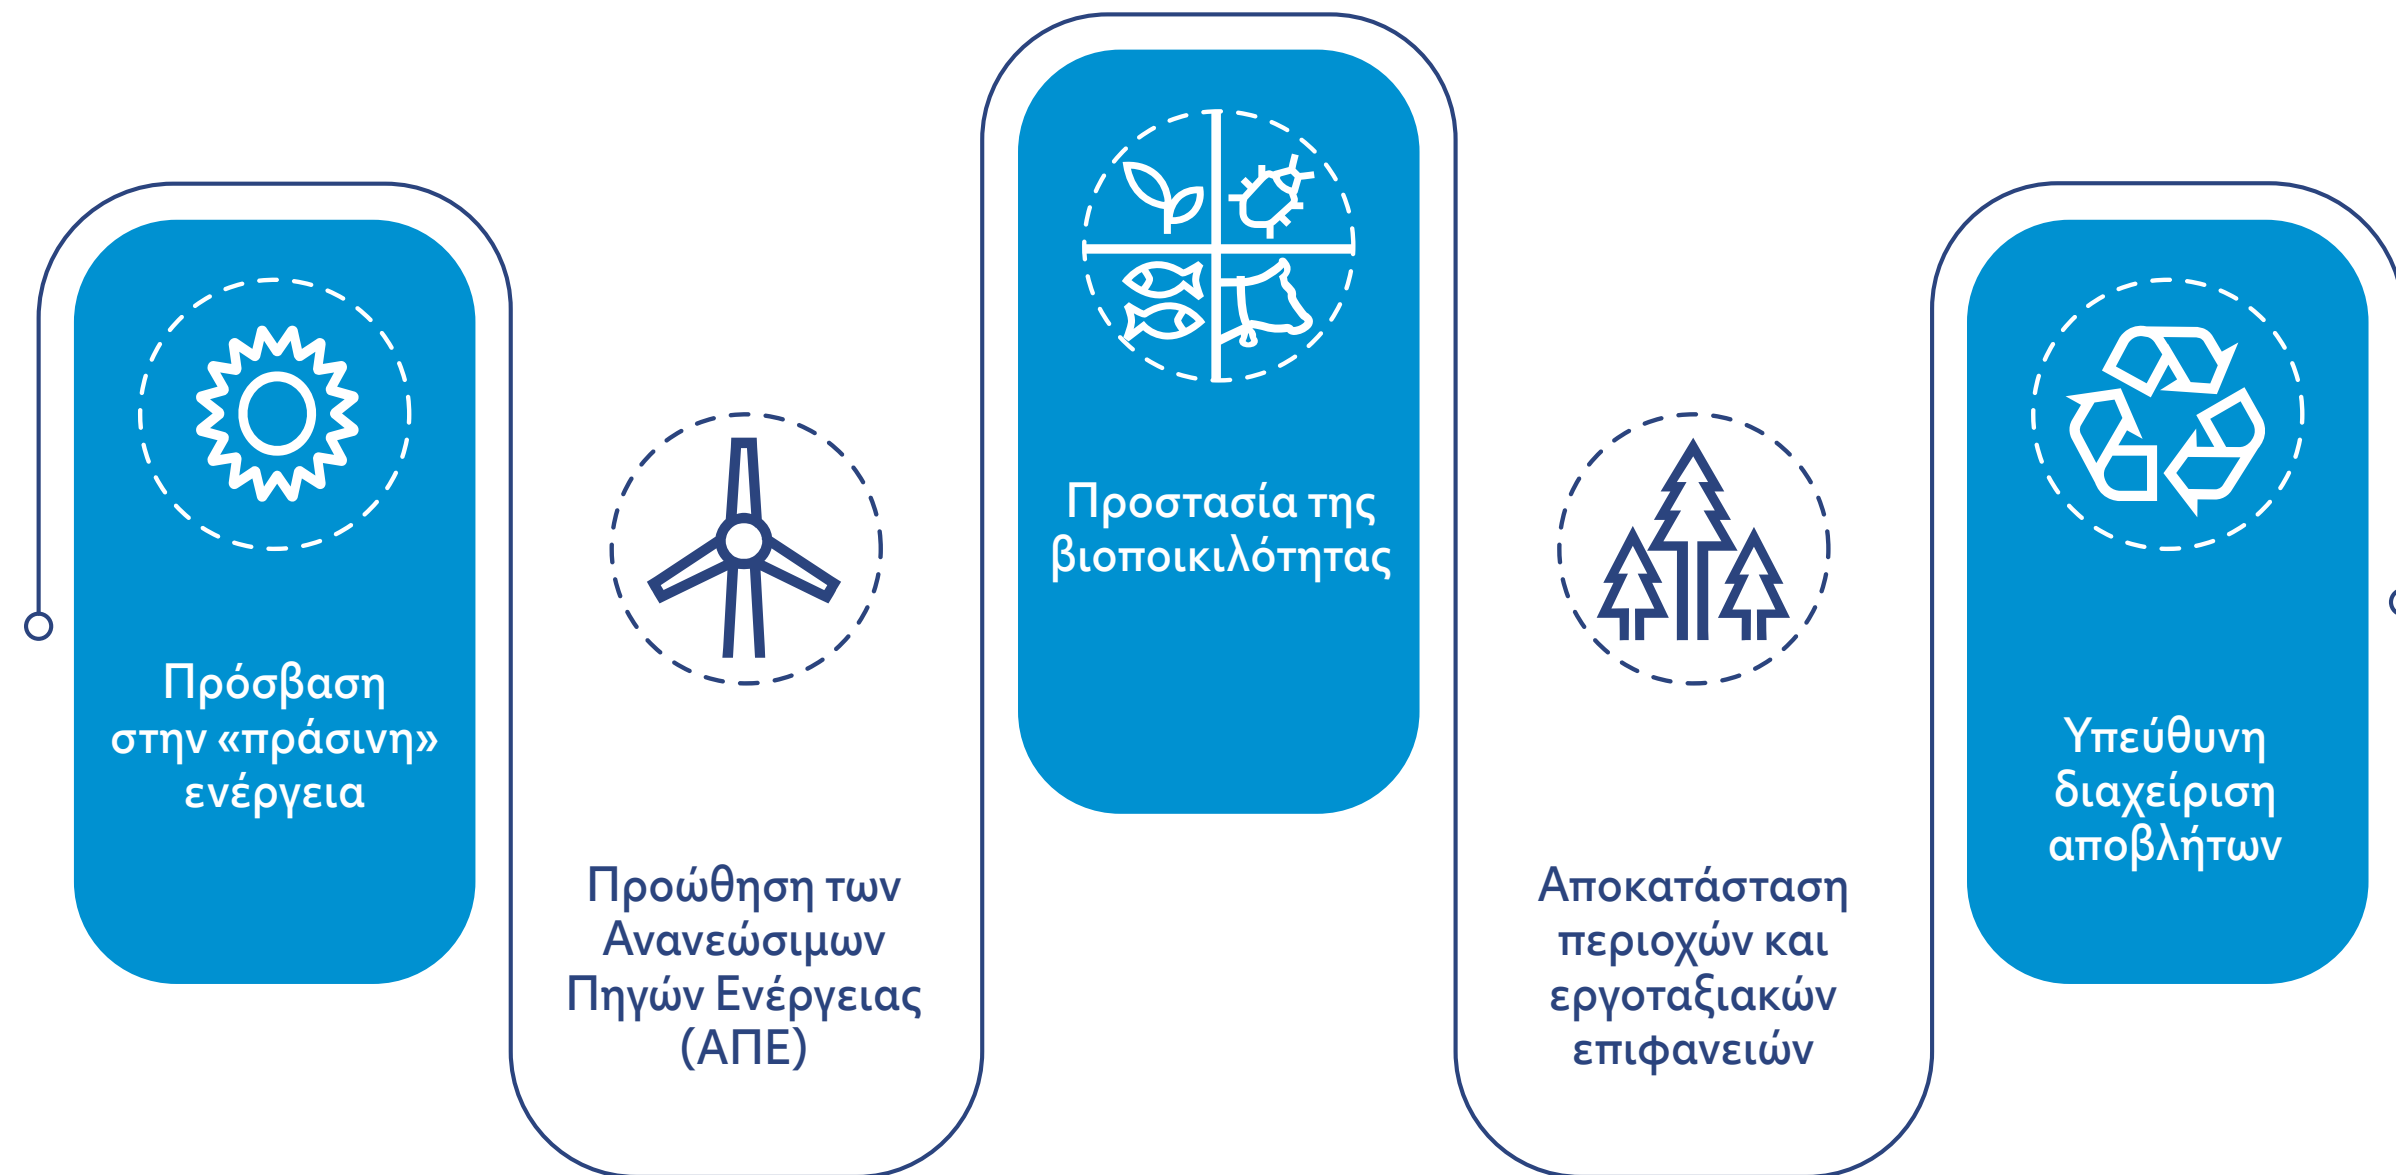 Πρόσβαση
στην «πράσινη»
ενέργεια
Προώθηση των
Ανανεώσιμων
Πηγών Ενέργειας
(ΑΠΕ)
Προστασία της
βιοποικιλότητας
Αποκατάσταση
περιοχών και
εργοταξιακών
επιφανειών
Υπεύθυνη
διαχείριση
αποβλήτων